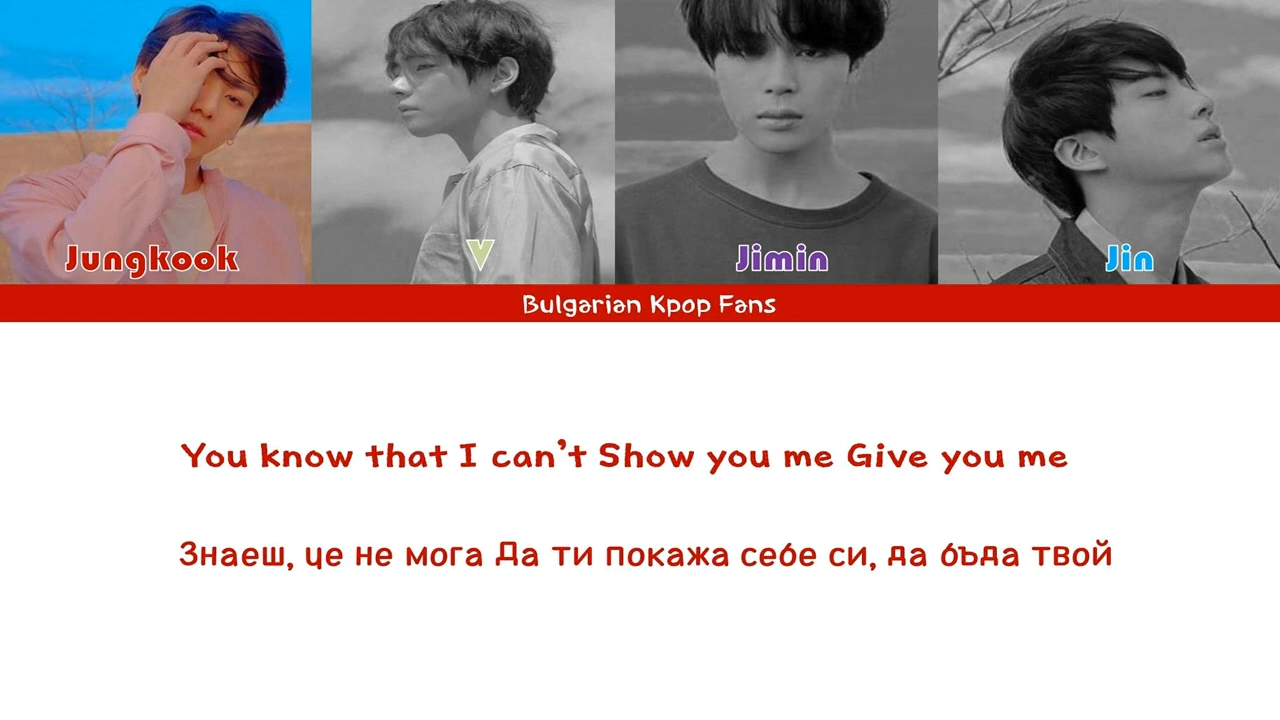 Jungkook
V
Jimin
Jin
Bulgarian Kpop Fans
You know that I can't Show you me Give you me
Знаеш, че не мога Да ти покажа себе си, да бъда твой